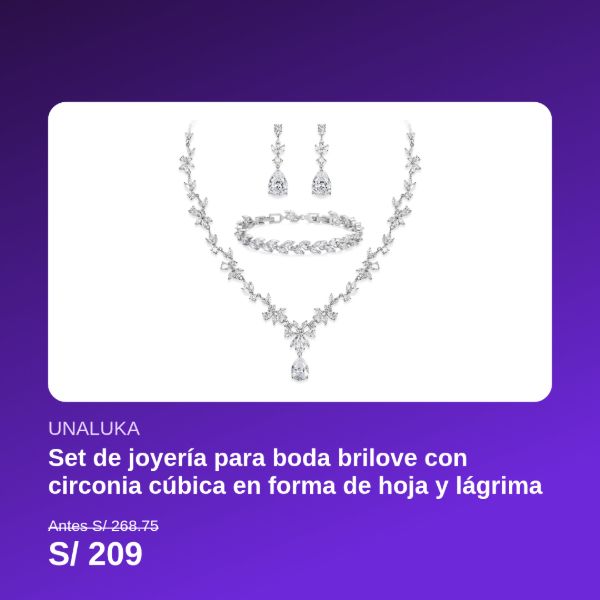 UNALUKA
Set de joyería para boda brilove con
circonia cúbica en forma de hoja y lágrima
Antes S/ 268.75
S/ 209